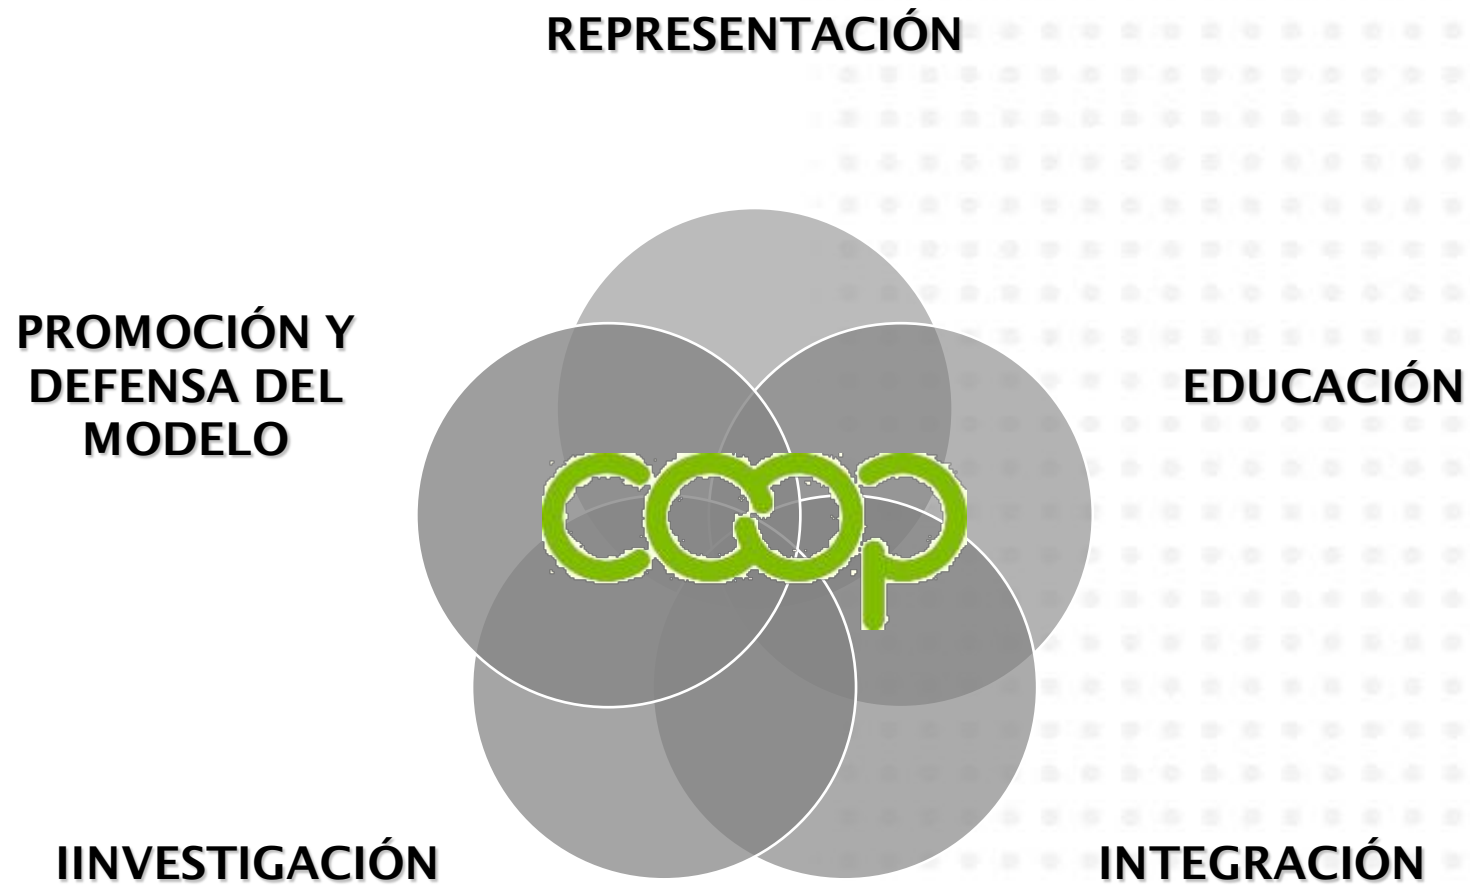 REPRESENTACIÓN
PROMOCIÓN Y
DEFENSA DEL
MODELO
EDUCACIÓN
coop
IINVESTIGACIÓN
INTEGRACIÓN